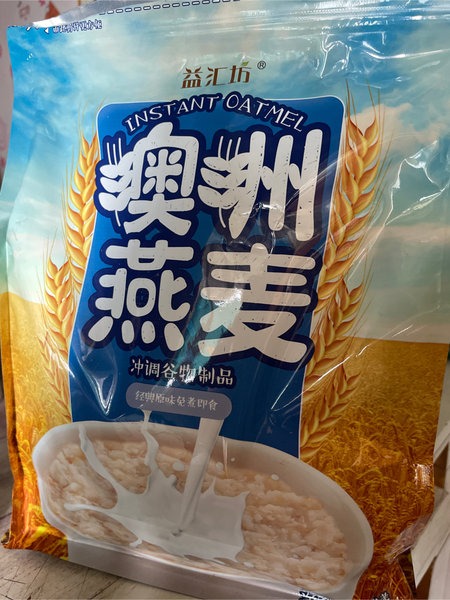 益汇坊®
INSTANT OATMEL
澳洲
燕麦
冲调谷物制品
经典原味免煮即食